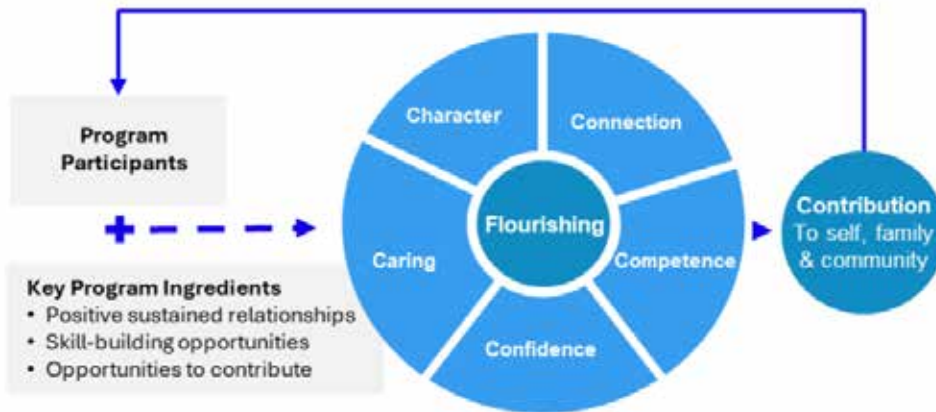 Program
Participants
+
Key Program Ingredients
• Positive sustained relationships
• Skill-building opportunities
• Opportunities to contribute
Character
Connection
Caring
Flourishing
Competence
Confidence
Contribution
To self, family
& community